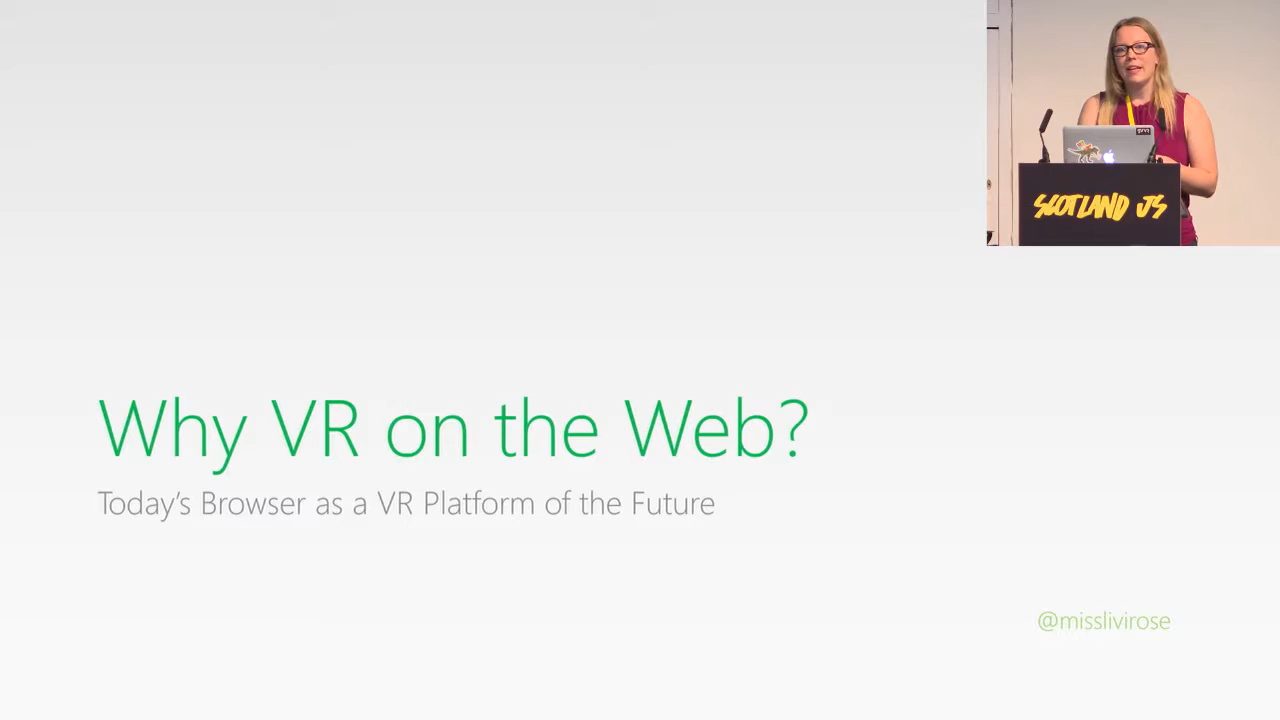 SCOTLAND JS
Why VR on the Web?
Today's Browser as a VR Platform of the Future
@misslivirose